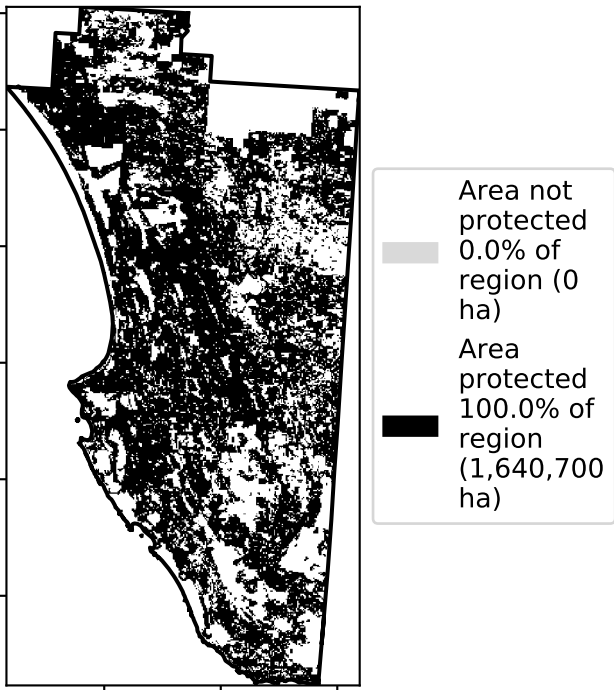 Area not
protected
0.0% of
region (0
ha)
Area
protected
100.0% of
region
(1,640,700
ha)